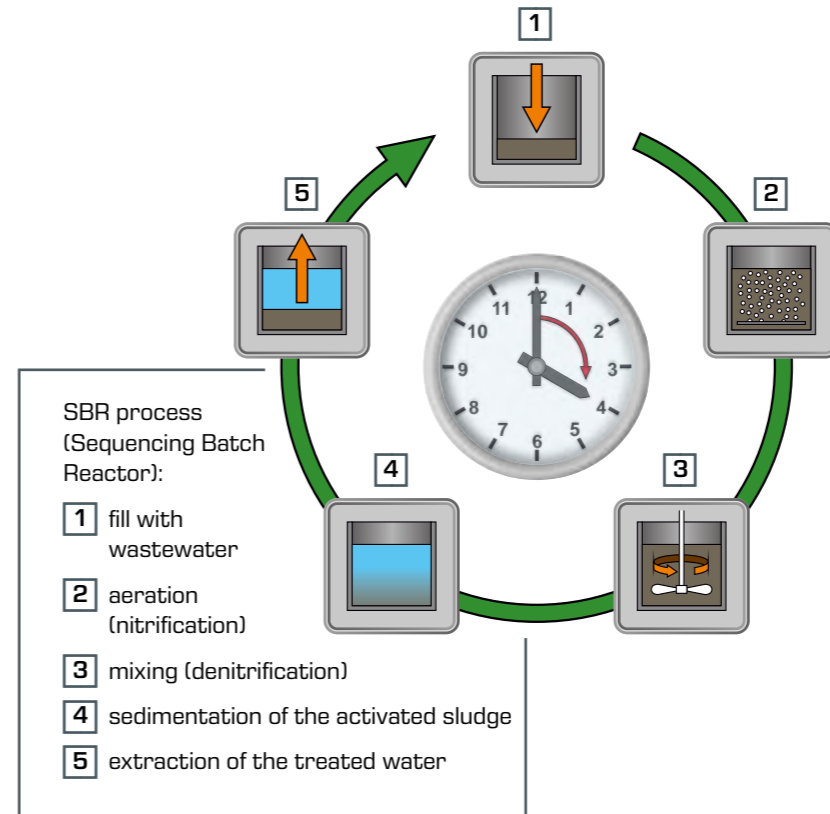 1
5
2
12
11
1
10
2
9
3
8
4
7
5
6
4
3
SBR process
(Sequencing Batch
Reactor):
1 fill with
wastewater
2 aeration
(nitrification)
3 mixing (denitrification)
4 sedimentation of the activated sludge
5 extraction of the treated water